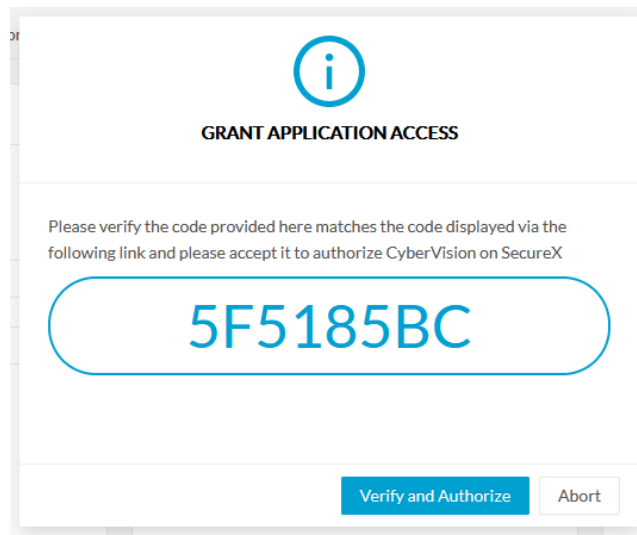 GRANT APPLICATION ACCESS
Please verify the code provided here matches the code displayed via the
following link and please accept it to authorize CyberVision on SecureX
5F5185BC
Verify and Authorize
Abort